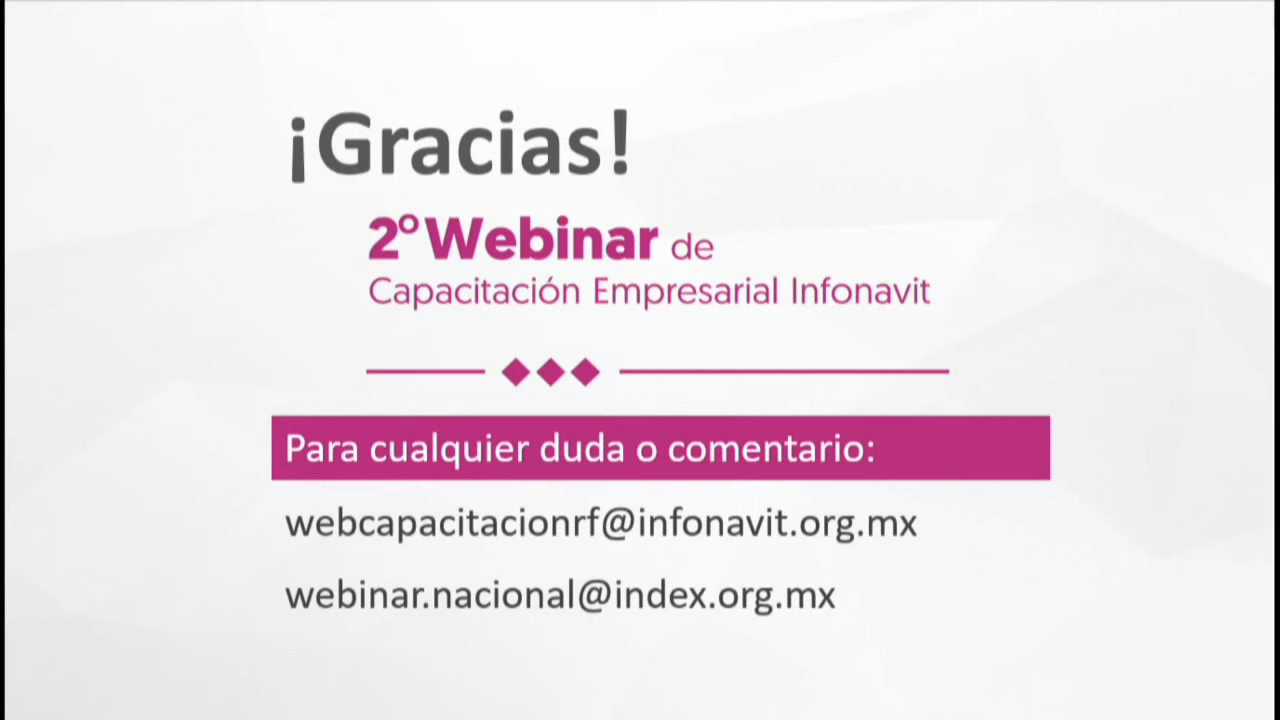 ¡Gracias!
2º Webinar de
Capacitación Empresarial Infonavit
Para cualquier duda o comentario:
webcapacitacionrf@infonavit.org.mx
webinar.nacional@index.org.mx